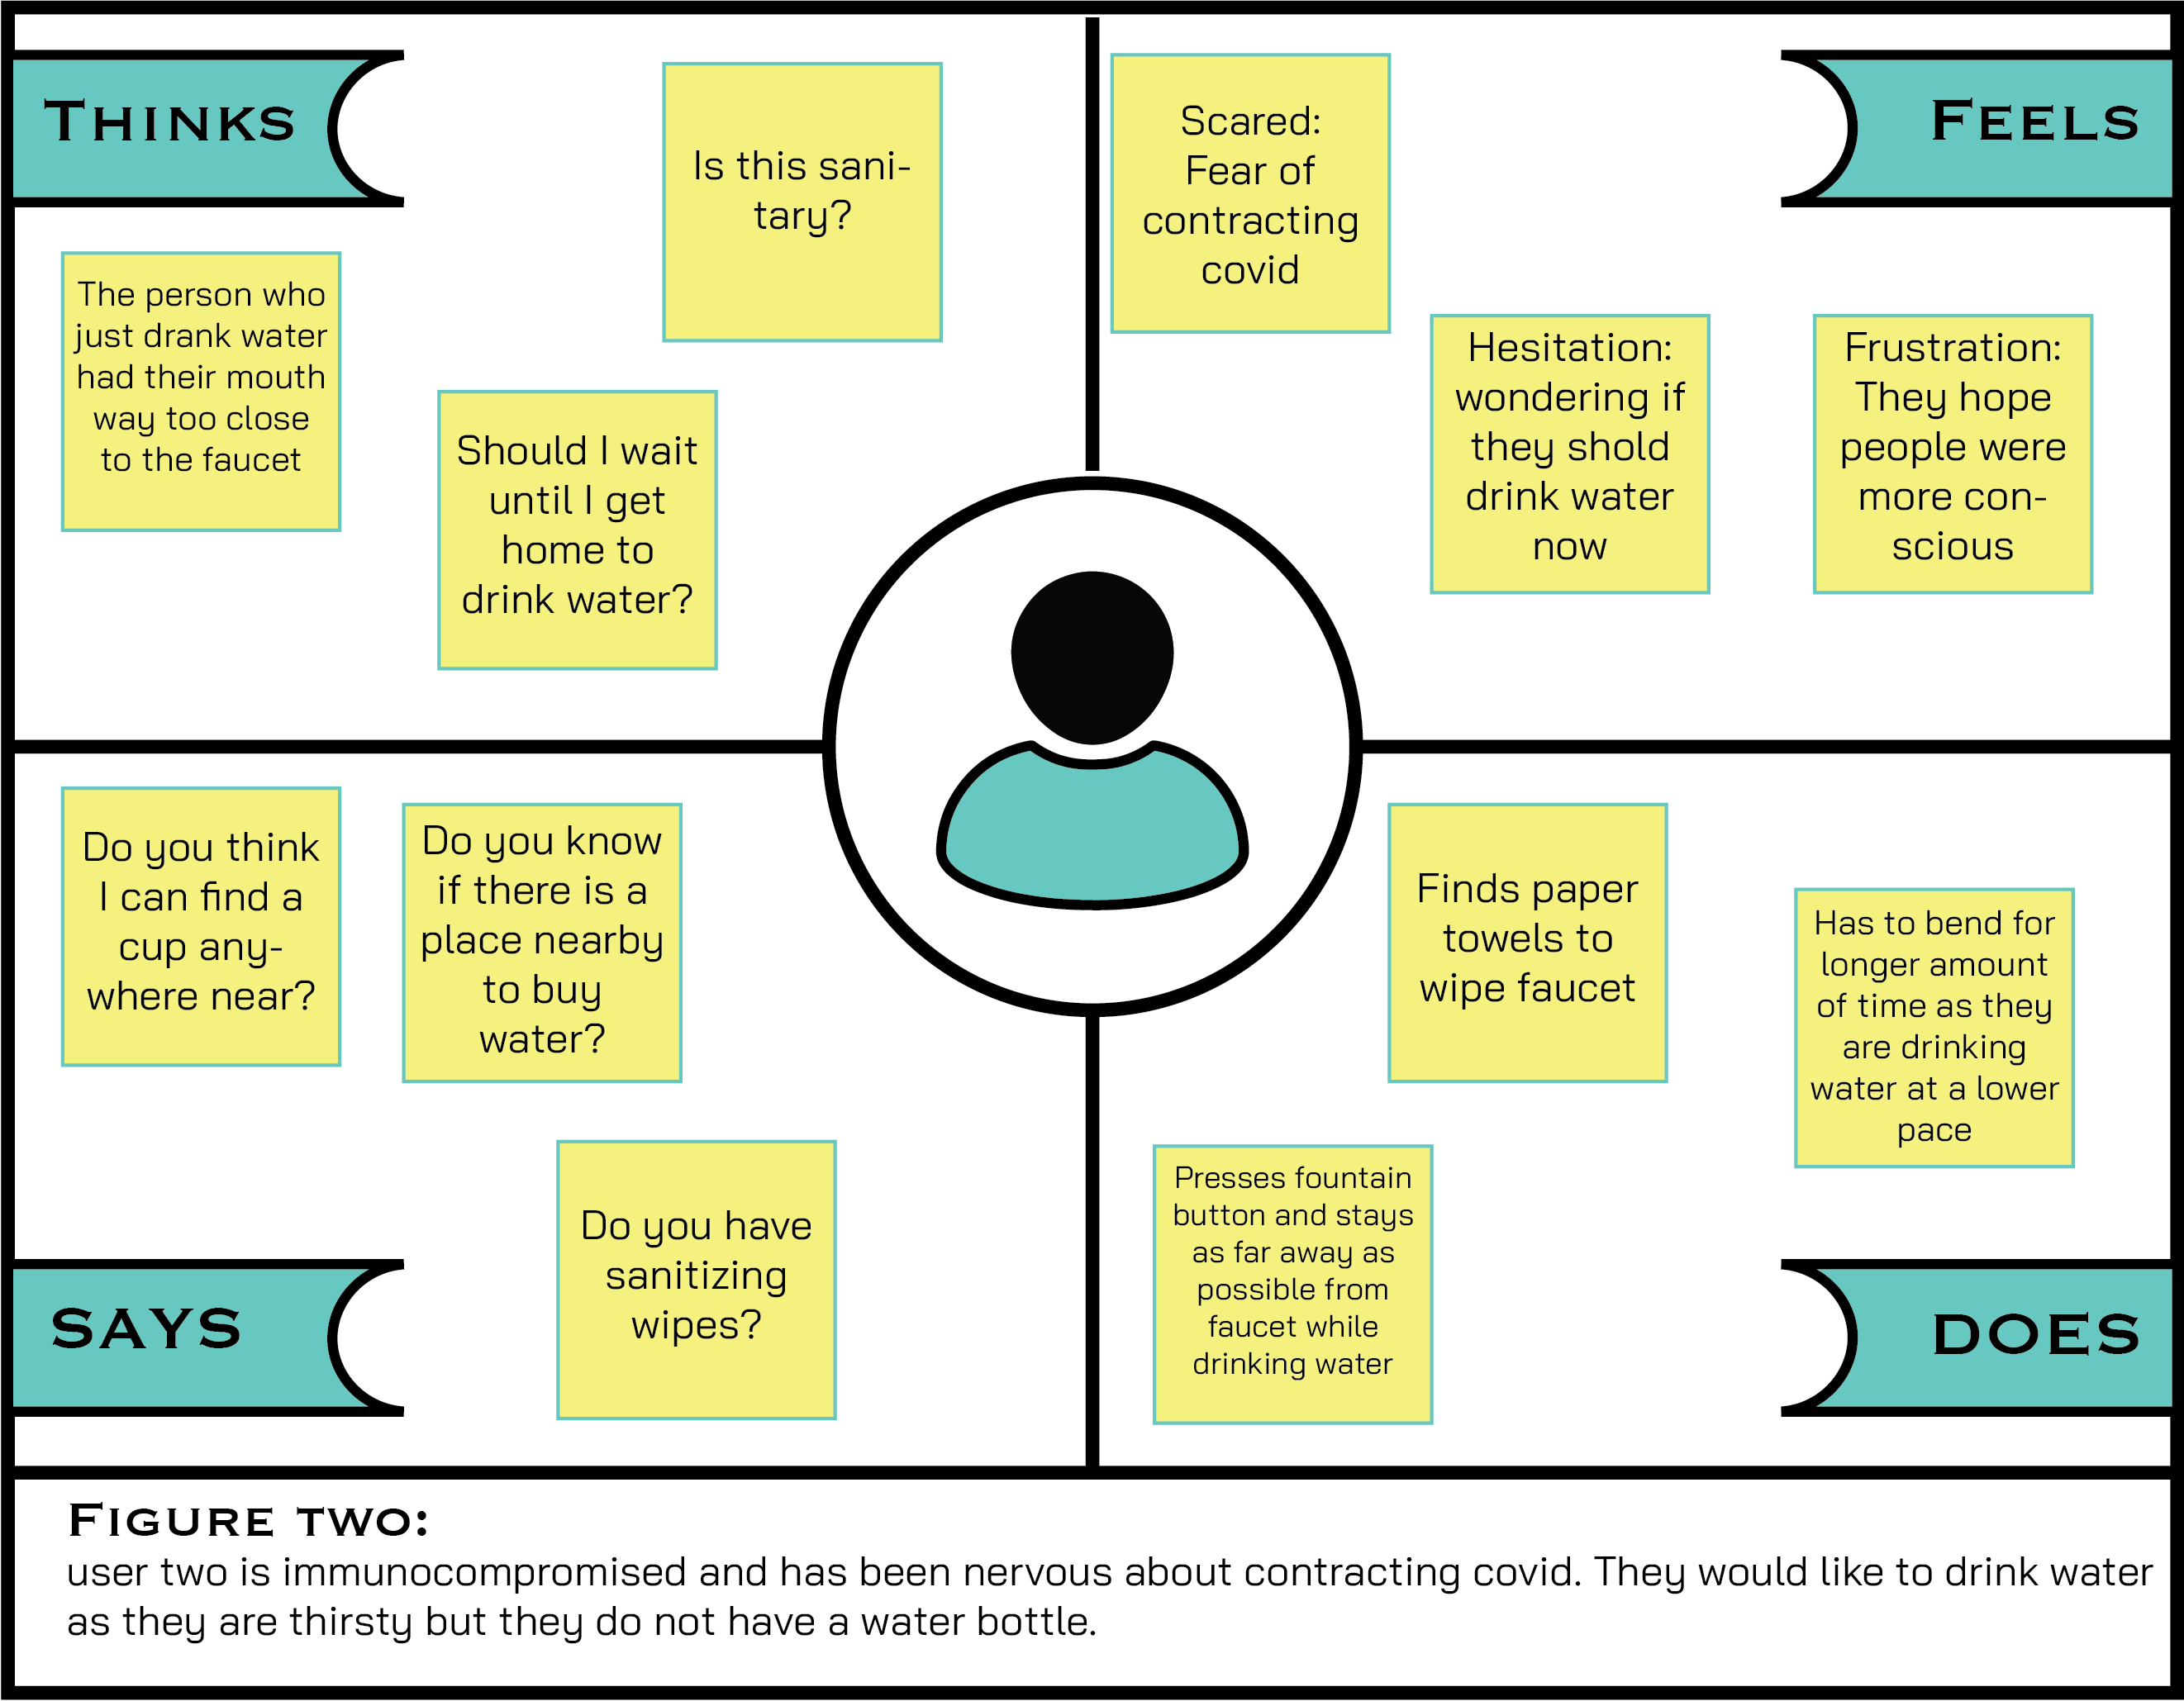 THINKS
Is this sani-
tary?
The person who
just drank water
had their mouth
way too close
to the faucet
Should I wait
until I get
home to
drink water?
FEELS
Scared:
Fear of
contracting
covid
Hesitation:
wondering if
they shold
drink water
now
Frustration:
They hope
people were
more con-
scious
Do you think
I can find a
cup any-
where near?
Do you know
if there is a
place nearby
to buy
water?
Do you have
sanitizing
wipes?
SAYS
Finds paper
towels to
wipe faucet
Has to bend for
longer amount
of time as they
are drinking
water at a lower
pace
Presses fountain
button and stays
as far away as
possible from
faucet while
drinking water
DOES
FIGURE TWO:
user two is immunocompromised and has been nervous about contracting covid. They would like to drink water
as they are thirsty but they do not have a water bottle.